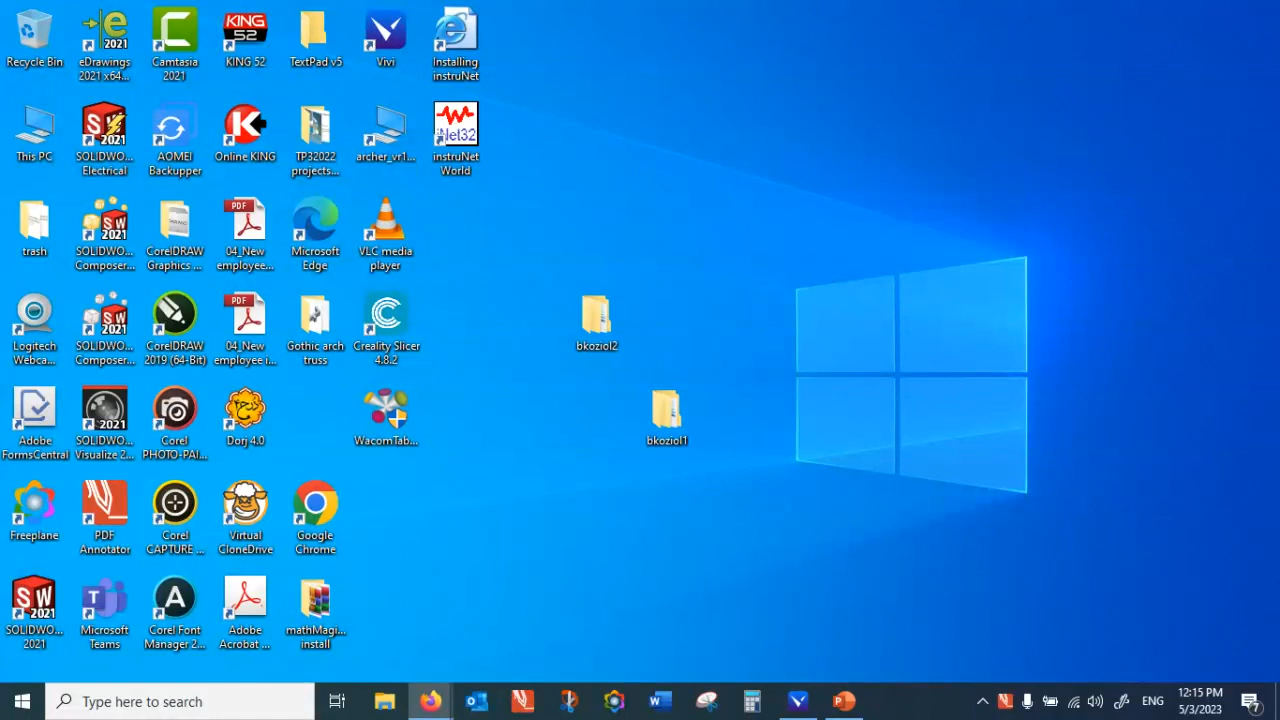 Recycle Bin
eDrawings
2021 x64...
Camtasia
2021
KING 52
TextPad v5
Vivi
Installing
instruNet
This PC
SOLIDWO...
Electrical
AOMEI
Backupper
Online KING
TP32022
projects...
archer_vr1...
instruNet
World
trash
SOLIDWO...
Composer...
CorelDRAW
Graphics ...
04_New
employee...
Microsoft
Edge
VLC media
player
Logitech
Webca...
SOLIDWO...
Composer...
CorelDRAW
2019 (64-Bit)
04_New
employee i...
Gothic arch
truss
Creality Slicer
4.8.2
bkoziol2
Adobe
FormsCentral
SOLIDWO...
Visualize 2...
Corel
PHOTO-PAI...
Dorj 4.0
WacomTab...
bkoziol1
Freeplane
PDF
Annotator
Corel
CAPTURE ...
Virtual
CloneDrive
Google
Chrome
SOLIDWO...
2021
Microsoft
Teams
Corel Font
Manager 2...
Adobe
Acrobat ...
mathMagi...
install
Type here to search
ENG
12:15 PM
5/3/2023
7